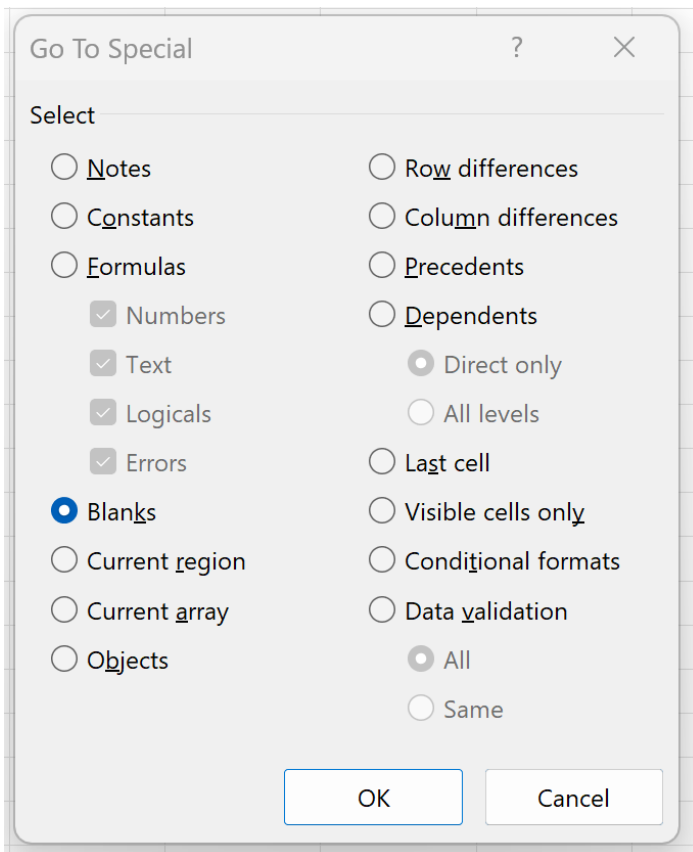 Go To Special ?
Select
Notes
Constants
Formulas
Numbers
Text
Logicals
Errors
Blanks
Current region
Current array
Objects
Row differences
Column differences
Precedents
Dependents
Direct only
All levels
Last cell
Visible cells only
Conditional formats
Data validation
All
Same
OK
Cancel